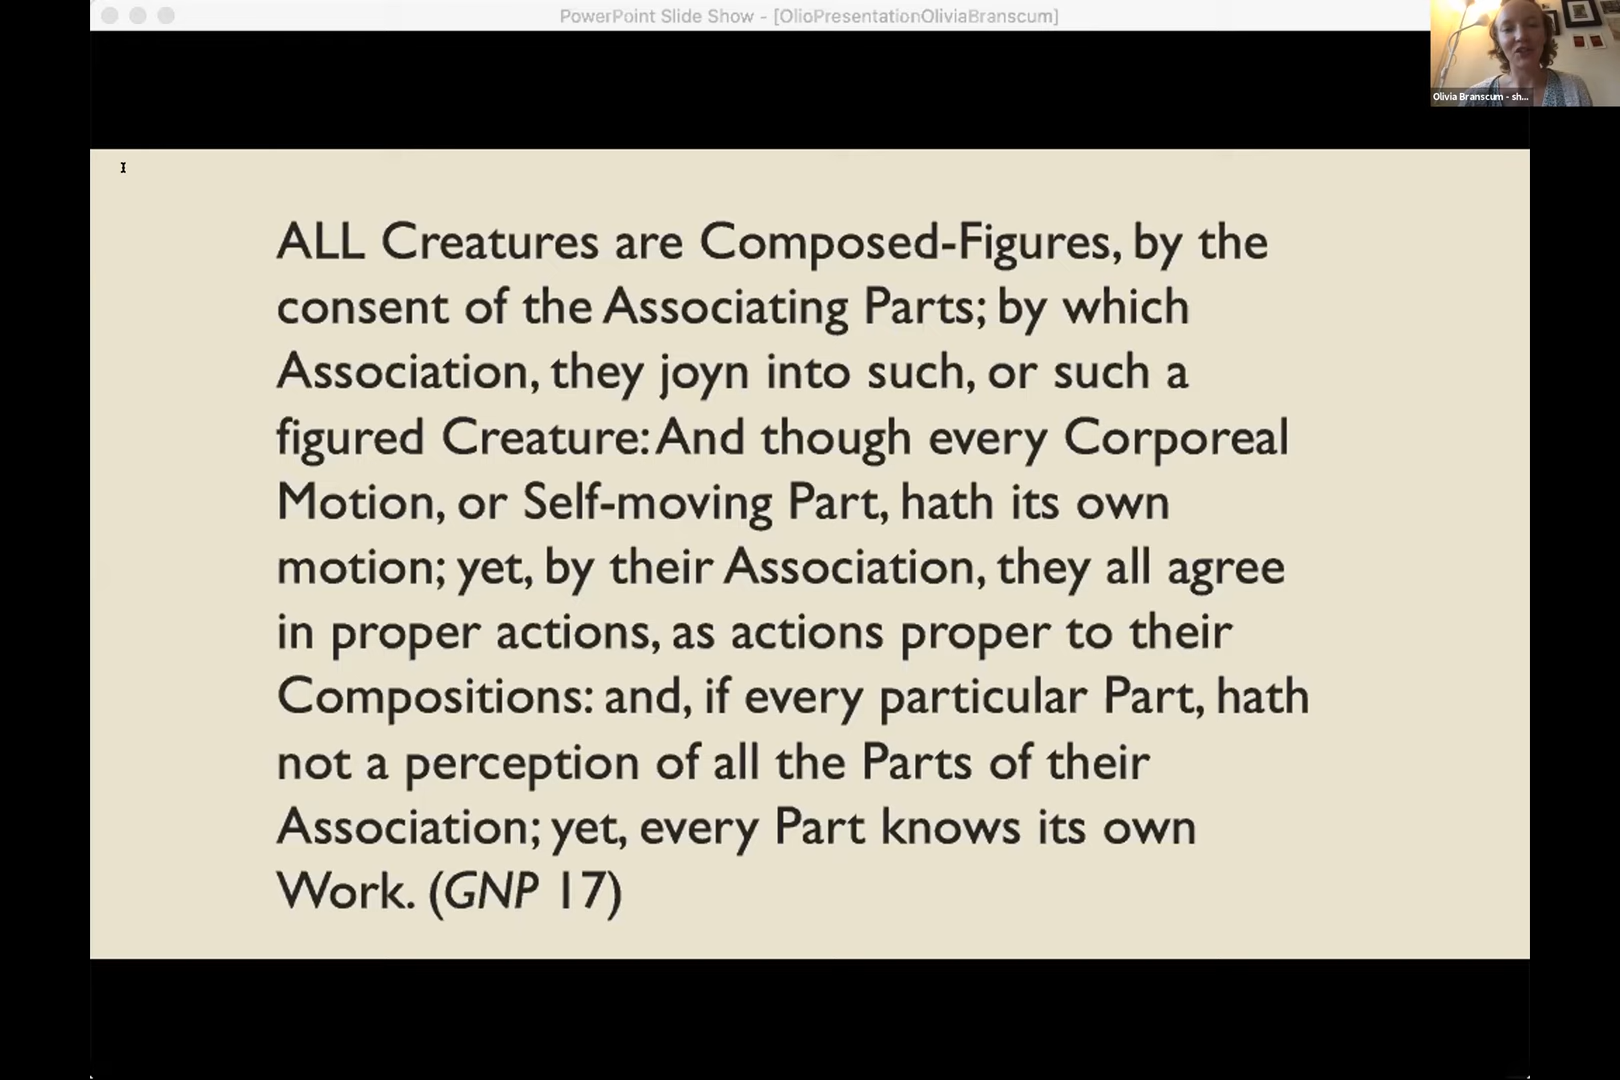 PowerPoint Slide Show - [OlioPresentationOliviaBranscum]
Olivia Branscum - sh...
ALL Creatures are Composed-Figures, by the
consent of the Associating Parts; by which
Association, they joyn into such, or such a
figured Creature: And though every Corporeal
Motion, or Self-moving Part, hath its own
motion; yet, by their Association, they all agree
in proper actions, as actions proper to their
Compositions: and, if every particular Part, hath
not a perception of all the Parts of their
Association; yet, every Part knows its own
Work. (GNP 17)